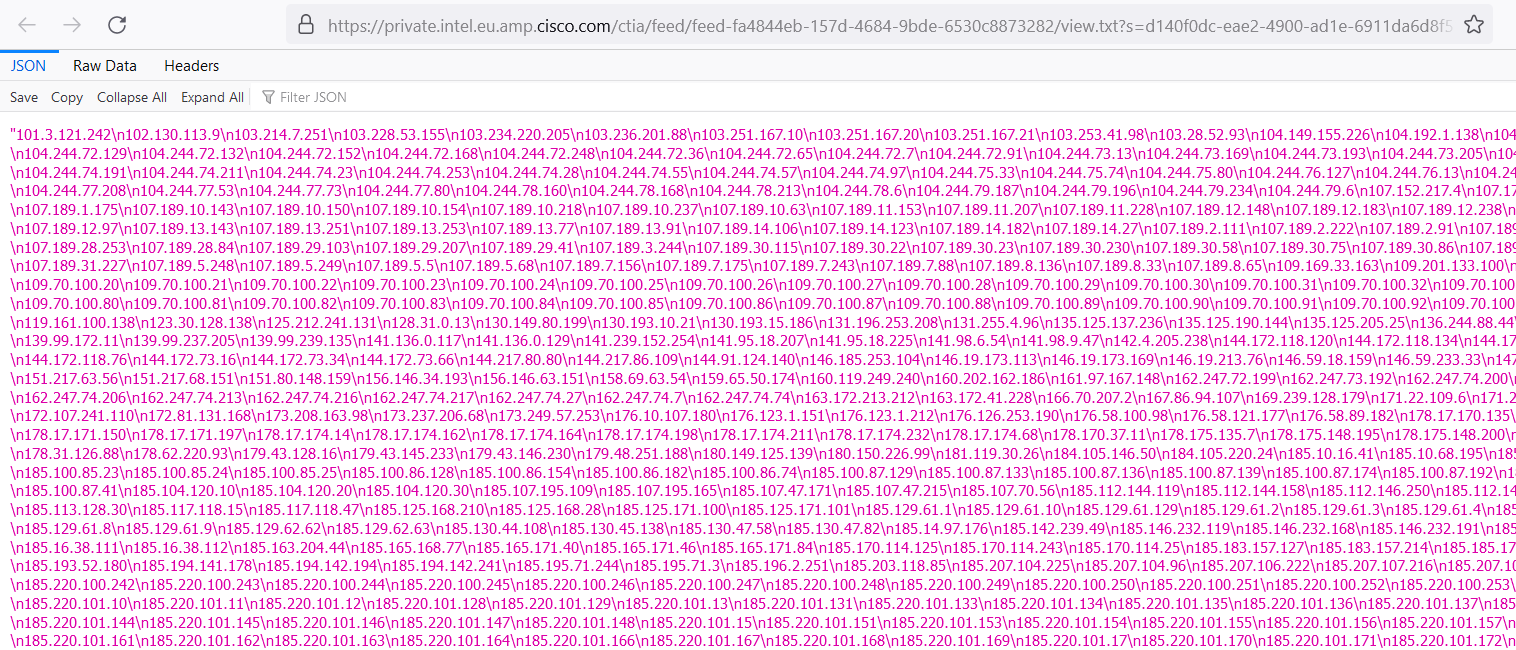 https://private.intel.eu.amp.cisco.com/ctia/feed/feed-fa4844eb-157d-4684-9bde-6530c8873282/view.txt?s=d140f0dc-eae2-4900-ad1e-6911da6d8f5
JSON Raw Data Headers
Save Copy Collapse All Expand All Filter JSON
"101.3.121.242\n102.130.113.9\n103.214.7.251\n103.228.53.155\n103.234.220.205\n103.236.201.88\n103.251.167.10\n103.251.167.20\n103.251.167.21\n103.253.41.98\n103.28.52.93\n104.149.155.226\n104.192.1.138\n104
\n104.244.72.129\n104.244.72.132\n104.244.72.152\n104.244.72.168\n104.244.72.248\n104.244.72.36\n104.244.72.65\n104.244.72.7\n104.244.72.91\n104.244.73.13\n104.244.73.169\n104.244.73.193\n104.244.73.205\n104
\n104.244.74.191\n104.244.74.211\n104.244.74.23\n104.244.74.253\n104.244.74.28\n104.244.74.55\n104.244.74.57\n104.244.74.97\n104.244.75.33\n104.244.75.74\n104.244.75.80\n104.244.76.127\n104.244.76.13\n104.24
\n104.244.77.208\n104.244.77.53\n104.244.77.73\n104.244.77.80\n104.244.78.160\n104.244.78.168\n104.244.78.213\n104.244.78.6\n104.244.79.187\n104.244.79.196\n104.244.79.234\n104.244.79.6\n107.152.217.4\n107.17
\n107.189.1.175\n107.189.10.143\n107.189.10.150\n107.189.10.154\n107.189.10.218\n107.189.10.237\n107.189.10.63\n107.189.11.153\n107.189.11.207\n107.189.11.228\n107.189.12.148\n107.189.12.183\n107.189.12.238\n
\n107.189.12.97\n107.189.13.143\n107.189.13.251\n107.189.13.253\n107.189.13.77\n107.189.13.91\n107.189.14.106\n107.189.14.123\n107.189.14.182\n107.189.14.27\n107.189.2.111\n107.189.2.222\n107.189.2.91\n107.189
\n107.189.28.253\n107.189.28.84\n107.189.29.103\n107.189.29.207\n107.189.29.41\n107.189.3.244\n107.189.30.115\n107.189.30.22\n107.189.30.23\n107.189.30.230\n107.189.30.58\n107.189.30.75\n107.189.30.86\n107.189
\n107.189.31.227\n107.189.5.248\n107.189.5.249\n107.189.5.5\n107.189.5.68\n107.189.7.156\n107.189.7.175\n107.189.7.243\n107.189.7.88\n107.189.8.136\n107.189.8.33\n107.189.8.65\n109.169.33.163\n109.201.133.100\n
\n109.70.100.20\n109.70.100.21\n109.70.100.22\n109.70.100.23\n109.70.100.24\n109.70.100.25\n109.70.100.26\n109.70.100.27\n109.70.100.28\n109.70.100.29\n109.70.100.30\n109.70.100.31\n109.70.100.32\n109.70.100
\n109.70.100.80\n109.70.100.81\n109.70.100.82\n109.70.100.83\n109.70.100.84\n109.70.100.85\n109.70.100.86\n109.70.100.87\n109.70.100.88\n109.70.100.89\n109.70.100.90\n109.70.100.91\n109.70.100.92\n109.70.100
\n119.161.100.138\n123.30.128.138\n125.212.241.131\n128.31.0.13\n130.149.80.199\n130.193.10.21\n130.193.15.186\n131.196.253.208\n131.255.4.96\n135.125.137.236\n135.125.190.144\n135.125.205.25\n136.244.88.44\
\n139.99.172.11\n139.99.237.205\n139.99.239.135\n141.136.0.117\n141.136.0.129\n141.239.152.254\n141.95.18.207\n141.95.18.225\n141.98.6.54\n141.98.9.47\n142.4.205.238\n144.172.118.120\n144.172.118.134\n144.17
\n144.172.118.76\n144.172.73.16\n144.172.73.34\n144.172.73.66\n144.217.80.80\n144.217.86.109\n144.91.124.140\n146.185.253.104\n146.19.173.113\n146.19.173.169\n146.19.213.76\n146.59.18.159\n146.59.233.33\n147
\n151.217.63.56\n151.217.68.151\n151.80.148.159\n156.146.34.193\n156.146.63.151\n158.69.63.54\n159.65.50.174\n160.119.249.240\n160.202.162.186\n161.97.167.148\n162.247.72.199\n162.247.73.192\n162.247.74.200\n
\n162.247.74.206\n162.247.74.213\n162.247.74.216\n162.247.74.217\n162.247.74.27\n162.247.74.7\n162.247.74.74\n163.172.213.212\n163.172.41.228\n166.70.207.2\n167.86.94.107\n169.239.128.179\n171.22.109.6\n171.2
\n172.107.241.110\n172.81.131.168\n173.208.163.98\n173.237.206.68\n173.249.57.253\n176.10.107.180\n176.123.1.151\n176.123.1.212\n176.126.253.190\n176.58.100.98\n176.58.121.177\n176.58.89.182\n178.17.170.135\n
\n178.17.171.150\n178.17.171.197\n178.17.174.14\n178.17.174.162\n178.17.174.164\n178.17.174.198\n178.17.174.211\n178.17.174.232\n178.17.174.68\n178.170.37.11\n178.175.135.7\n178.175.148.195\n178.175.148.200\n
\n178.31.126.88\n178.62.220.93\n179.43.128.16\n179.43.145.233\n179.43.146.230\n179.48.251.188\n180.149.125.139\n180.150.226.99\n181.119.30.26\n184.105.146.50\n184.105.220.24\n185.10.16.41\n185.10.68.195\n185
\n185.100.85.23\n185.100.85.24\n185.100.85.25\n185.100.86.128\n185.100.86.154\n185.100.86.182\n185.100.86.74\n185.100.87.129\n185.100.87.133\n185.100.87.136\n185.100.87.139\n185.100.87.174\n185.100.87.192\n18
\n185.100.87.41\n185.104.120.10\n185.104.120.20\n185.104.120.30\n185.107.195.109\n185.107.195.165\n185.107.47.171\n185.107.47.215\n185.107.70.56\n185.112.144.119\n185.112.144.158\n185.112.146.250\n185.112.14
\n185.113.128.30\n185.117.118.15\n185.117.118.47\n185.125.168.210\n185.125.168.28\n185.125.171.100\n185.125.171.101\n185.129.61.1\n185.129.61.10\n185.129.61.129\n185.129.61.2\n185.129.61.3\n185.129.61.4\n185
\n185.129.61.8\n185.129.61.9\n185.129.62.62\n185.129.62.63\n185.130.44.108\n185.130.45.138\n185.130.47.58\n185.130.47.82\n185.14.97.176\n185.142.239.49\n185.146.232.119\n185.146.232.168\n185.146.232.191\n185
\n185.16.38.111\n185.16.38.112\n185.163.204.44\n185.165.168.77\n185.165.171.40\n185.165.171.46\n185.165.171.84\n185.170.114.125\n185.170.114.243\n185.170.114.25\n185.183.157.127\n185.183.157.214\n185.185.17
\n185.193.52.180\n185.194.141.178\n185.194.142.194\n185.194.142.241\n185.195.71.244\n185.195.71.3\n185.196.2.251\n185.203.118.85\n185.207.104.225\n185.207.104.96\n185.207.106.222\n185.207.107.216\n185.207.10
\n185.220.100.242\n185.220.100.243\n185.220.100.244\n185.220.100.245\n185.220.100.246\n185.220.100.247\n185.220.100.248\n185.220.100.249\n185.220.100.250\n185.220.100.251\n185.220.100.252\n185.220.100.253\n
\n185.220.101.10\n185.220.101.11\n185.220.101.12\n185.220.101.128\n185.220.101.129\n185.220.101.13\n185.220.101.131\n185.220.101.133\n185.220.101.134\n185.220.101.135\n185.220.101.136\n185.220.101.137\n185
\n185.220.101.144\n185.220.101.145\n185.220.101.146\n185.220.101.147\n185.220.101.148\n185.220.101.15\n185.220.101.151\n185.220.101.153\n185.220.101.154\n185.220.101.155\n185.220.101.156\n185.220.101.157\n
\n185.220.101.161\n185.220.101.162\n185.220.101.163\n185.220.101.164\n185.220.101.166\n185.220.101.167\n185.220.101.168\n185.220.101.169\n185.220.101.17\n185.220.101.170\n185.220.101.171\n185.220.101.172\n